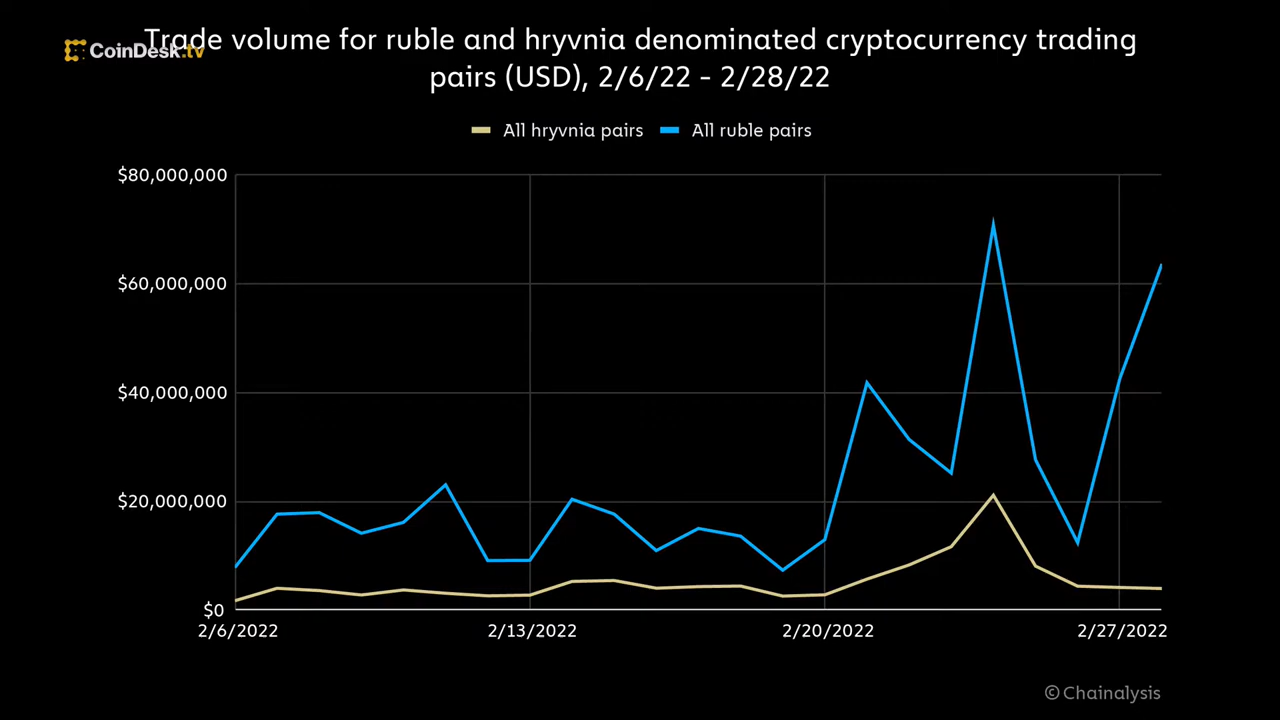 Trade volume for ruble and hryvnia denominated cryptocurrency trading
CoinDesk.tv
pairs (USD), 2/6/22 – 2/28/22
All hryvnia pairs All ruble pairs
$80,000,000
$60,000,000
$40,000,000
$20,000,000
$0
2/6/2022 2/13/2022 2/20/2022 2/27/2022
© Chainalysis